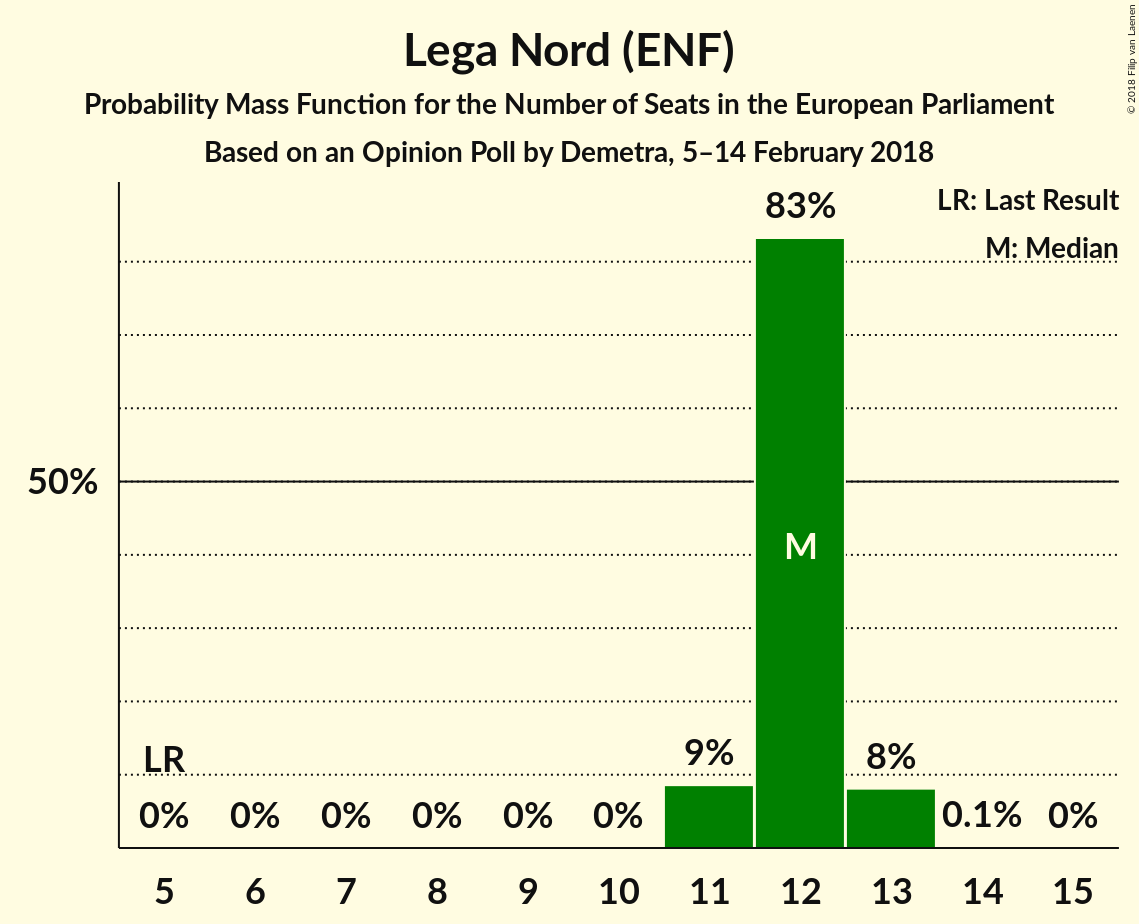 Lega Nord (ENF)
Probability Mass Function for the Number of Seats in the European Parliament
Based on an Opinion Poll by Demetra, 5–14 February 2018
© 2018 Filip van Laenen
LR: Last Result
M: Median
83%
50%
M
LR
9%
8%
0% 0% 0% 0% 0% 0% 0.1% 0%
5 6 7 8 9 10 11 12 13 14 15